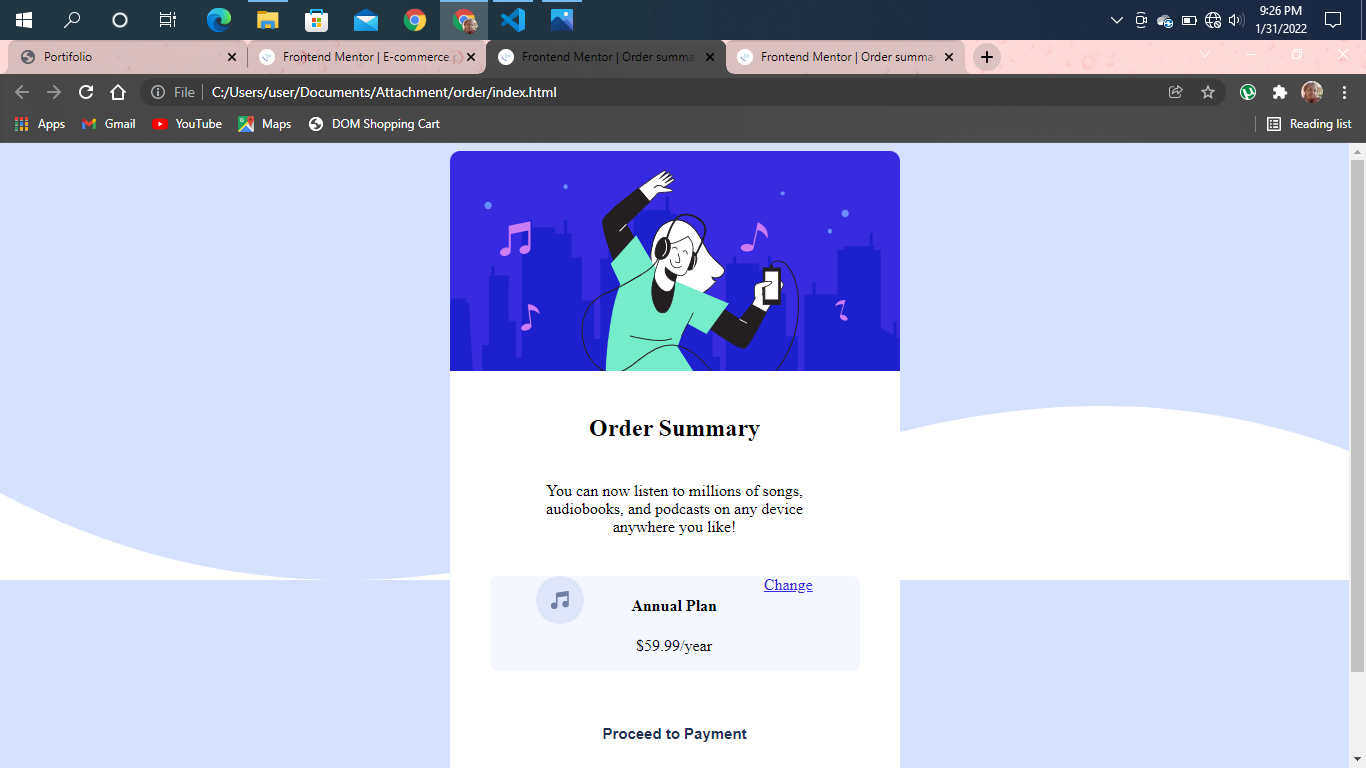 9:26 PM
1/31/2022
Portifolio
Frontend Mentor | E-commerce
Frontend Mentor | Order summa
Frontend Mentor | Order summa
File
C:/Users/user/Documents/Attachment/order/index.html
Apps
Gmail
YouTube
Maps
DOM Shopping Cart
Reading list
Order Summary
You can now listen to millions of songs,
audiobooks, and podcasts on any device
anywhere you like!
Change
Annual Plan
$59.99/year
Proceed to Payment